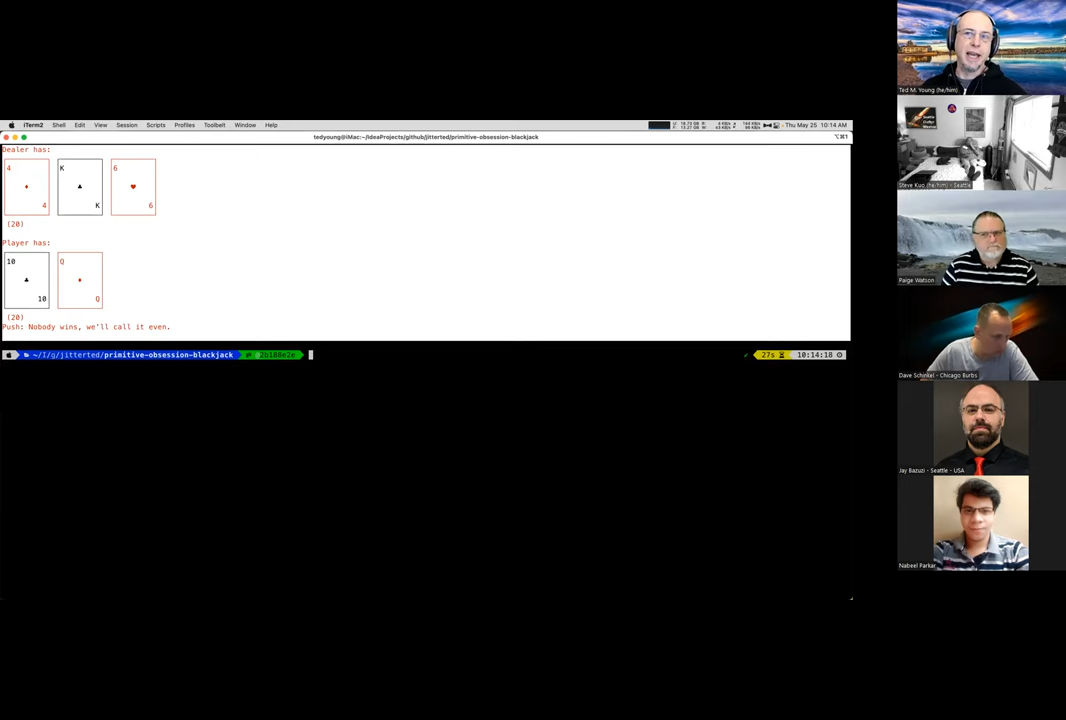 iTerm2 Shell Edit View Session Scripts Profiles Toolbelt Window Help
Thu May 25 10:14 AM
tedyoung@iMac:~/IdeaProjects/github/jitterted/primitive-obsession-blackjack
⌥⌘1
Dealer has:
4 K 6
♦ ♣ ♥
4 K 6
(20)
Player has:
10 Q
♣ ♦
10 Q
(20)
Push: Nobody wins, we'll call it even.
~/I/g/jitterted/primitive-obsession-blackjack
27s 10:14:18
Ted M. Young (he/him)
Steve Kuo (he/him) - Seattle
Paige Watson
Dave Schinkel - Chicago Burbs
Jay Bazuzi - Seattle - USA
Nabeel Parkar